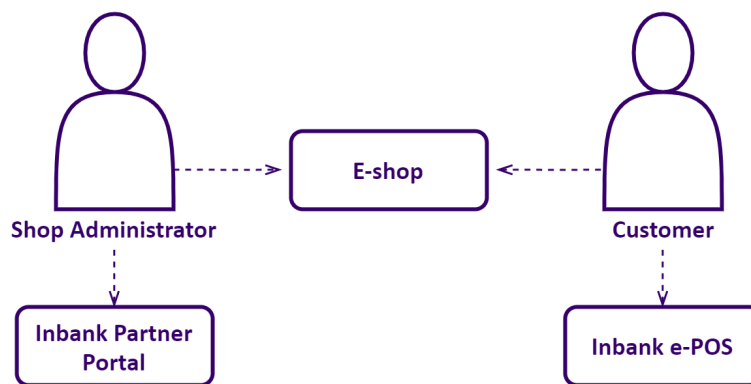 E-shop
Shop Administrator
Customer
Inbank Partner
Portal
Inbank e-POS